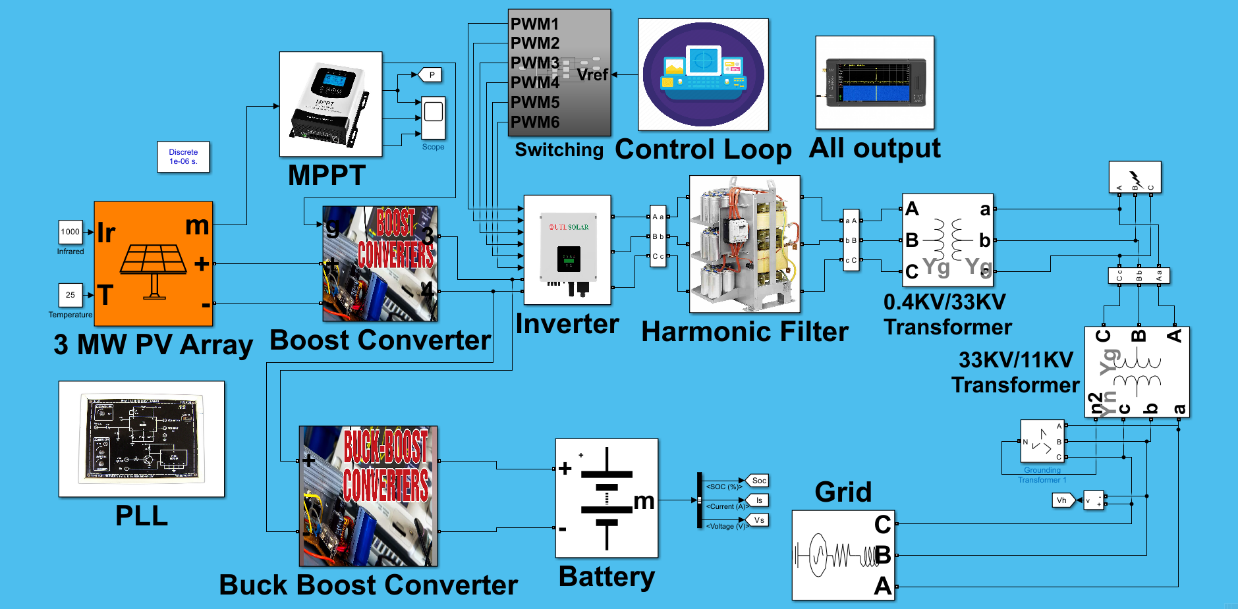 PWM1
PWM2
PWM3
PWM4
PWM5
PWM6
Vref
Switching
Control Loop
All output
P
Scope
MPPT
MPPT
Discrete
1e-06 s.
1000
Infrared
25
Temperature
Ir
T
m
+
-
3 MW PV Array
g
+
-
3
4
BOOST
CONVERTERS
Boost Converter
UTL SOLAR
Inverter
A a
B b
C c
Harmonic Filter
a A
b B
c C
A
B
C
a
b
c
Yg
Yg
0.4KV/33KV
Transformer
A
B
C
C c
B b
A a
33KV/11KV
Transformer
C
B
A
Yg
Yn
n2
c
b
a
N
A
B
C
Grounding
Transformer 1
Vh
v
+
-
Grid
C
B
A
PLL
+
-
BUCK-BOOST
CONVERTERS
Buck Boost Converter
+
-
+
m
Battery
<SOC (%)>
<Current (A)>
<Voltage (V)>
Soc
Is
Vs